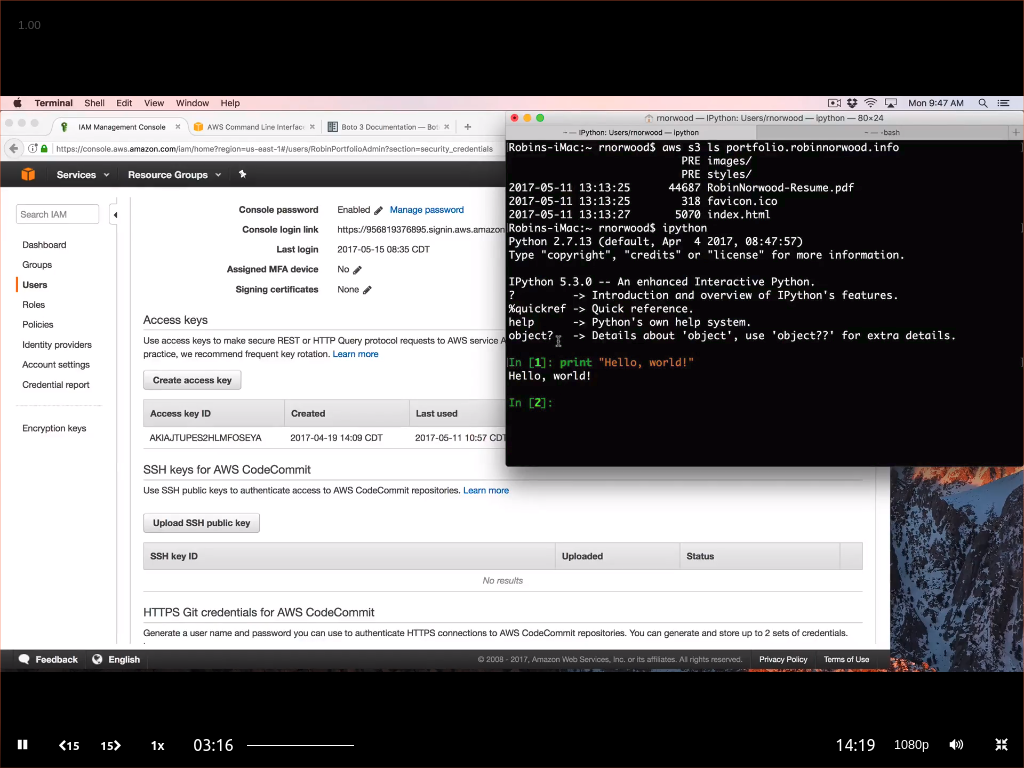 1.00
Terminal Shell Edit View Window Help
Mon 9:47 AM
IAM Management Console
AWS Command Line Interfac
Boto 3 Documentation — Bot
rnorwood — IPython: Users/rnorwood — ipython — 80×24
~ — IPython: Users/rnorwood — ipython
~ — -bash
https://console.aws.amazon.com/iam/home?region=us-east-1#/users/RobinPortfolioAdmin?section=security_credentials
Services
Resource Groups
Search IAM
Dashboard
Groups
Users
Roles
Policies
Identity providers
Account settings
Credential report
Encryption keys
Console password Enabled Manage password
Console login link https://956819376895.signin.aws.amazon
Last login 2017-05-15 08:35 CDT
Assigned MFA device No
Signing certificates None
Access keys
Use access keys to make secure REST or HTTP Query protocol requests to AWS service A
practice, we recommend frequent key rotation. Learn more
Create access key
Access key ID Created Last used
AKIAJTUPES2HLMFOSEYA 2017-04-19 14:09 CDT 2017-05-11 10:57 CDT
SSH keys for AWS CodeCommit
Use SSH public keys to authenticate access to AWS CodeCommit repositories. Learn more
Upload SSH public key
SSH key ID Uploaded Status
No results
HTTPS Git credentials for AWS CodeCommit
Generate a user name and password you can use to authenticate HTTPS connections to AWS CodeCommit repositories. You can generate and store up to 2 sets of credentials.
Robins-iMac:~ rnorwood$ aws s3 ls portfolio.robinnorwood.info
PRE images/
PRE styles/
2017-05-11 13:13:25 44687 RobinNorwood-Resume.pdf
2017-05-11 13:13:25 318 favicon.ico
2017-05-11 13:13:27 5070 index.html
Robins-iMac:~ rnorwood$ ipython
Python 2.7.13 (default, Apr 4 2017, 08:47:57)
Type "copyright", "credits" or "license" for more information.
IPython 5.3.0 -- An enhanced Interactive Python.
? -> Introduction and overview of IPython's features.
%quickref -> Quick reference.
help -> Python's own help system.
object? -> Details about 'object', use 'object??' for extra details.
In [1]: print "Hello, world!"
Hello, world!
In [2]:
Feedback English
© 2008 - 2017, Amazon Web Services, Inc. or its affiliates. All rights reserved. Privacy Policy Terms of Use
15 15 1x 03:16 14:19 1080p